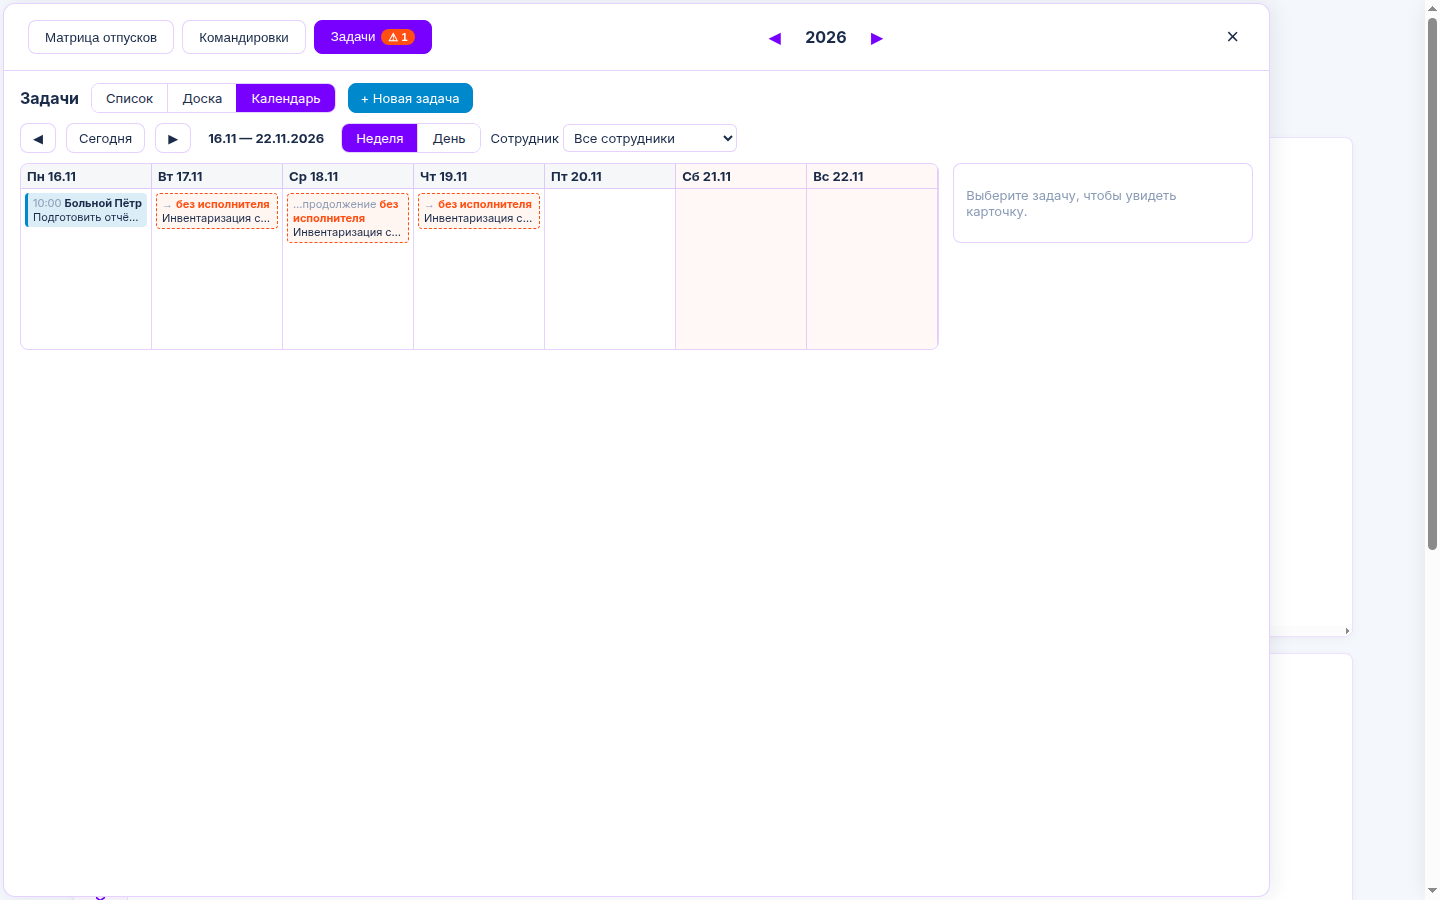 Матрица отпусков
Командировки
Задачи ⚠ 1
◀ 2026 ▶
×
Задачи
Список
Доска
Календарь
+ Новая задача
◀
Сегодня
▶
16.11 — 22.11.2026
Неделя
День
Сотрудник
Все сотрудники
Пн 16.11
Вт 17.11
Ср 18.11
Чт 19.11
Пт 20.11
Сб 21.11
Вс 22.11
10:00 Больной Пётр
Подготовить отчё...
→ без исполнителя
Инвентаризация с...
...продолжение без
исполнителя
Инвентаризация с...
→ без исполнителя
Инвентаризация с...
Выберите задачу, чтобы увидеть
карточку.